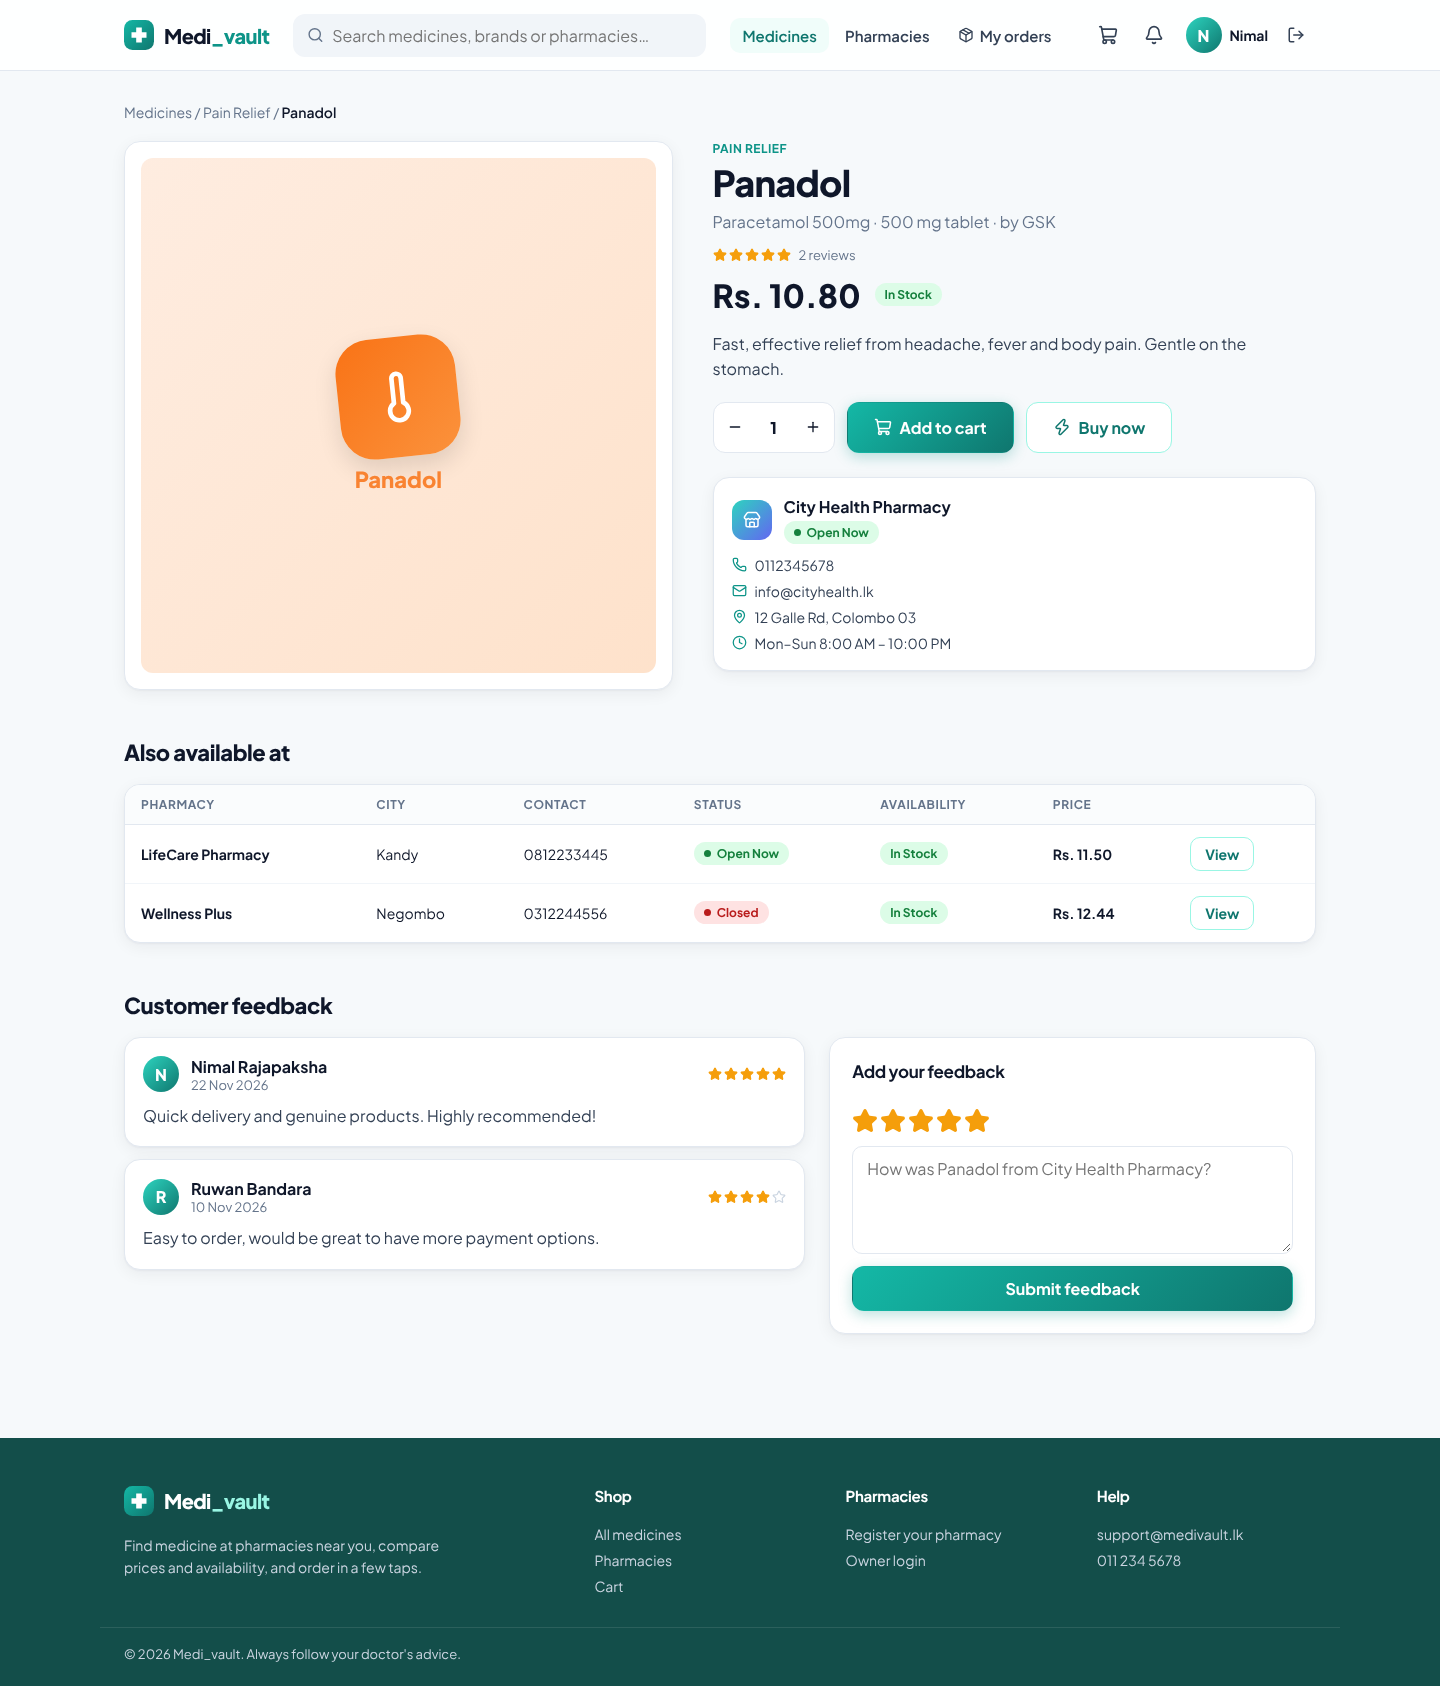 Medi_vault
Search medicines, brands or pharmacies...
Medicines
Pharmacies
My orders
N
Nimal
Medicines / Pain Relief / Panadol
Panadol
PAIN RELIEF
Panadol
Paracetamol 500mg · 500 mg tablet · by GSK
2 reviews
Rs. 10.80
In Stock
Fast, effective relief from headache, fever and body pain. Gentle on the
stomach.
1
Add to cart
Buy now
City Health Pharmacy
Open Now
0112345678
info@cityhealth.lk
12 Galle Rd, Colombo 03
Mon–Sun 8:00 AM – 10:00 PM
Also available at
PHARMACY CITY CONTACT STATUS AVAILABILITY PRICE
LifeCare Pharmacy Kandy 0812233445 Open Now In Stock Rs. 11.50 View
Wellness Plus Negombo 0312244556 Closed In Stock Rs. 12.44 View
Customer feedback
N
Nimal Rajapaksha
22 Nov 2026
Quick delivery and genuine products. Highly recommended!
R
Ruwan Bandara
10 Nov 2026
Easy to order, would be great to have more payment options.
Add your feedback
How was Panadol from City Health Pharmacy?
Submit feedback
Medi_vault
Find medicine at pharmacies near you, compare
prices and availability, and order in a few taps.
Shop
All medicines
Pharmacies
Cart
Pharmacies
Register your pharmacy
Owner login
Help
support@medivault.lk
011 234 5678
© 2026 Medi_vault. Always follow your doctor's advice.